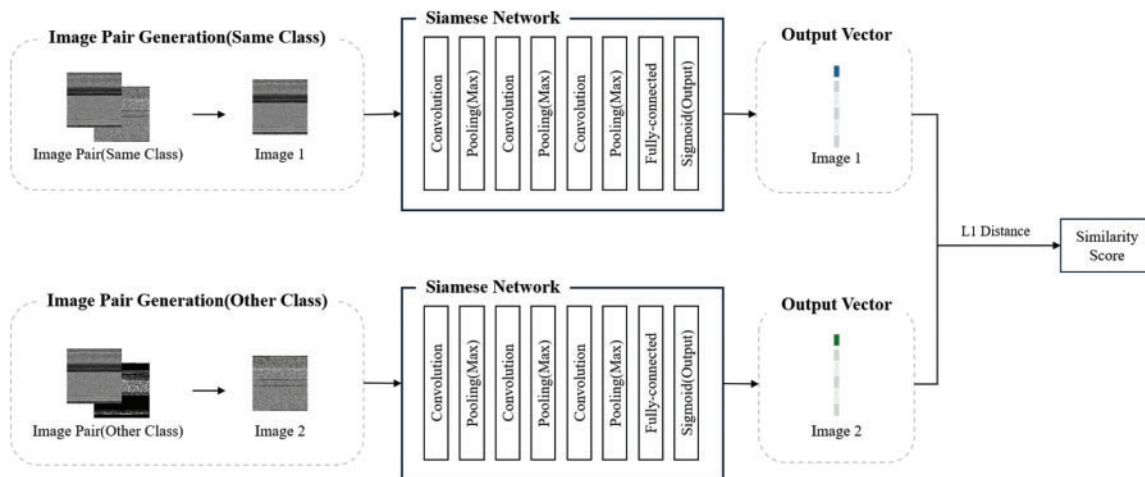 Image Pair Generation(Same Class)
Image Pair(Same Class)
Image 1
Siamese Network
Convolution
Pooling(Max)
Convolution
Pooling(Max)
Convolution
Pooling(Max)
Fully-connected
Sigmoid(Output)
Output Vector
Image 1
Image Pair Generation(Other Class)
Image Pair(Other Class)
Image 2
Siamese Network
Convolution
Pooling(Max)
Convolution
Pooling(Max)
Convolution
Pooling(Max)
Fully-connected
Sigmoid(Output)
Output Vector
Image 2
L1 Distance
Similarity
Score